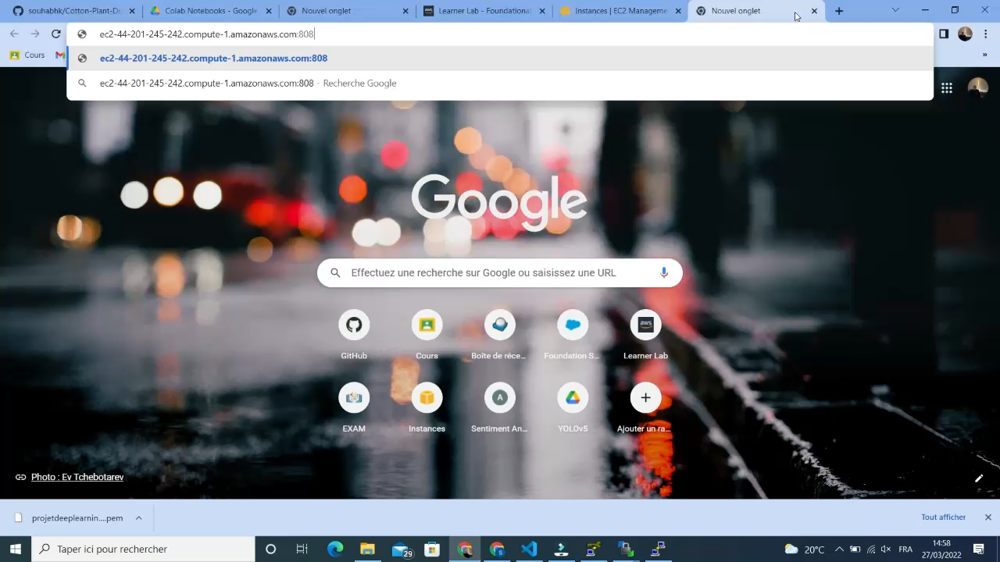 souhabhk/Cotton-Plant-Di
Colab Notebooks - Google
Nouvel onglet
Learner Lab - Foundationa
Instances | EC2 Manageme
Nouvel onglet
ec2-44-201-245-242.compute-1.amazonaws.com:808
Cours
»
ec2-44-201-245-242.compute-1.amazonaws.com:808
ec2-44-201-245-242.compute-1.amazonaws.com:808 - Recherche Google
Google
Effectuez une recherche sur Google ou saisissez une URL
aws
GitHub
Cours
Boîte de réce...
Foundation S...
Learner Lab
A
EXAM
Instances
Sentiment An...
YOLOv5
Ajouter un ra...
Photo : Ev Tchebotarev
projetdeeplearnin....pem
Tout afficher
Tapez ici pour rechercher
29
20°C
FRA
14:58
27/03/2022